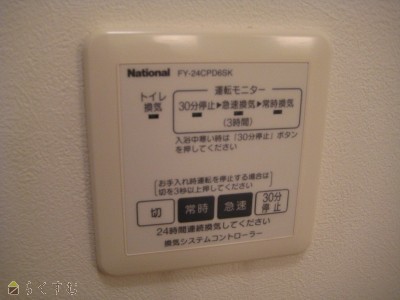 National FY-24CPD6SK
トイレ換気
運転モニター
30分停止▶急速換気▶常時換気
(3時間)
入浴中寒い時は「30分停止」ボタン
を押してください
お手入れ時運転を停止する場合は
切を3秒以上押してください
切 常時 急速 30分停止
24時間連続換気してください
換気システムコントローラー
らくすむ